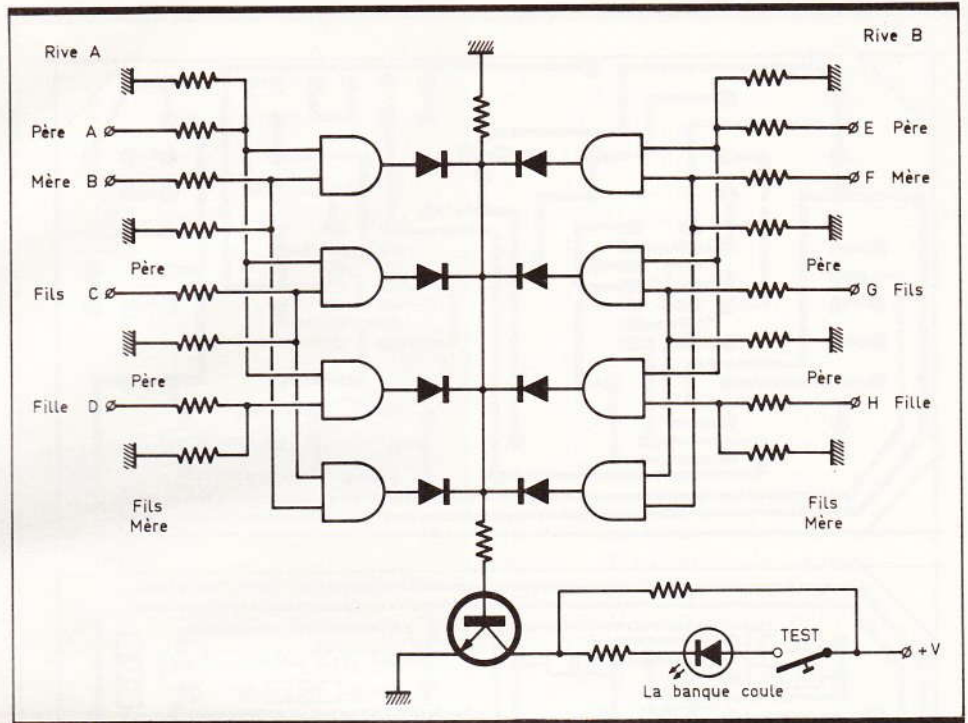 Rive A
Rive B
Père A
E Père
Mère B
F Mère
Père
Père
Fils C
G Fils
Père
Père
Fille D
H Fille
Fils
Mère
Fils
Mère
TEST
+V
La banque coule